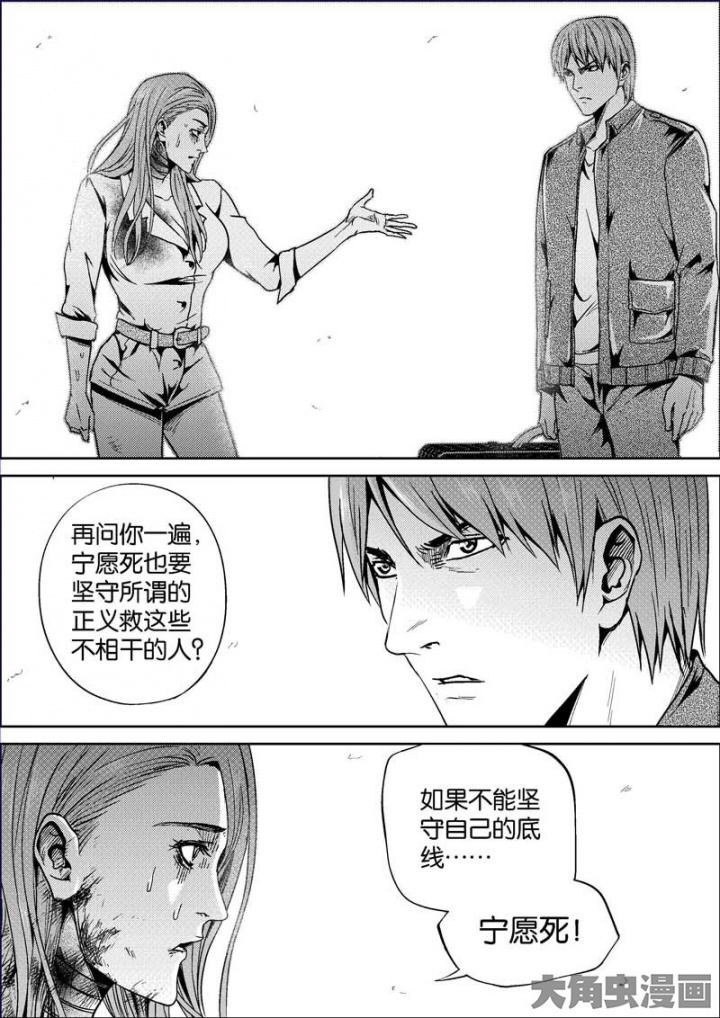 再问你一遍，
宁愿死也要
坚守所谓的
正义救这些
不相干的人？
如果不能坚
守自己的底
线……
宁愿死！
大角虫漫画